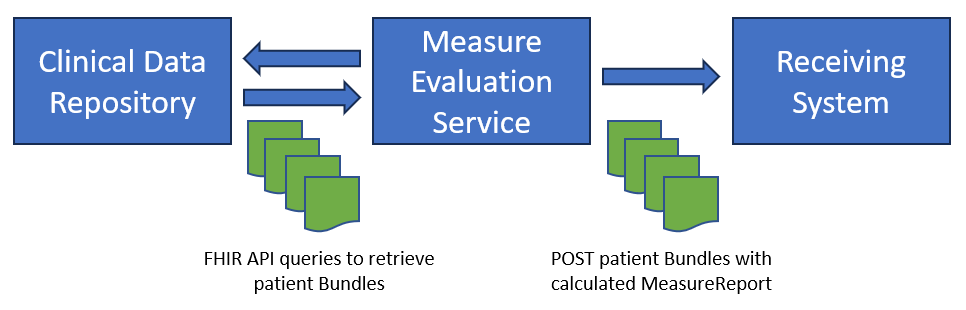 Clinical Data
Repository
Measure
Evaluation
Service
Receiving
System
FHIR API queries to retrieve
patient Bundles
POST patient Bundles with
calculated MeasureReport